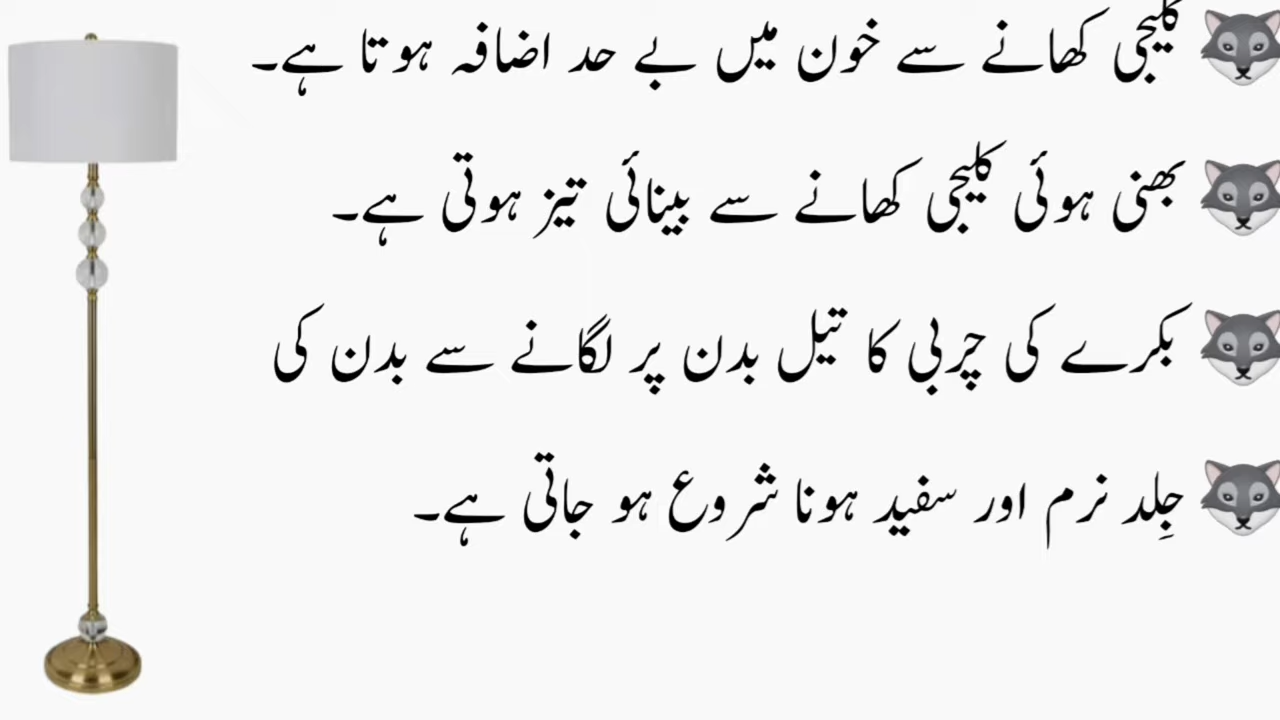 کلیجی کھانے سے خون میں بے حد اضافہ ہوتا ہے۔
بھنی ہوئی کلیجی کھانے سے بینائی تیز ہوتی ہے۔
بکرے کی چربی کا تیل بدن پر لگانے سے بدن کی
جِلد نرم اور سفید ہونا شروع ہو جاتی ہے۔